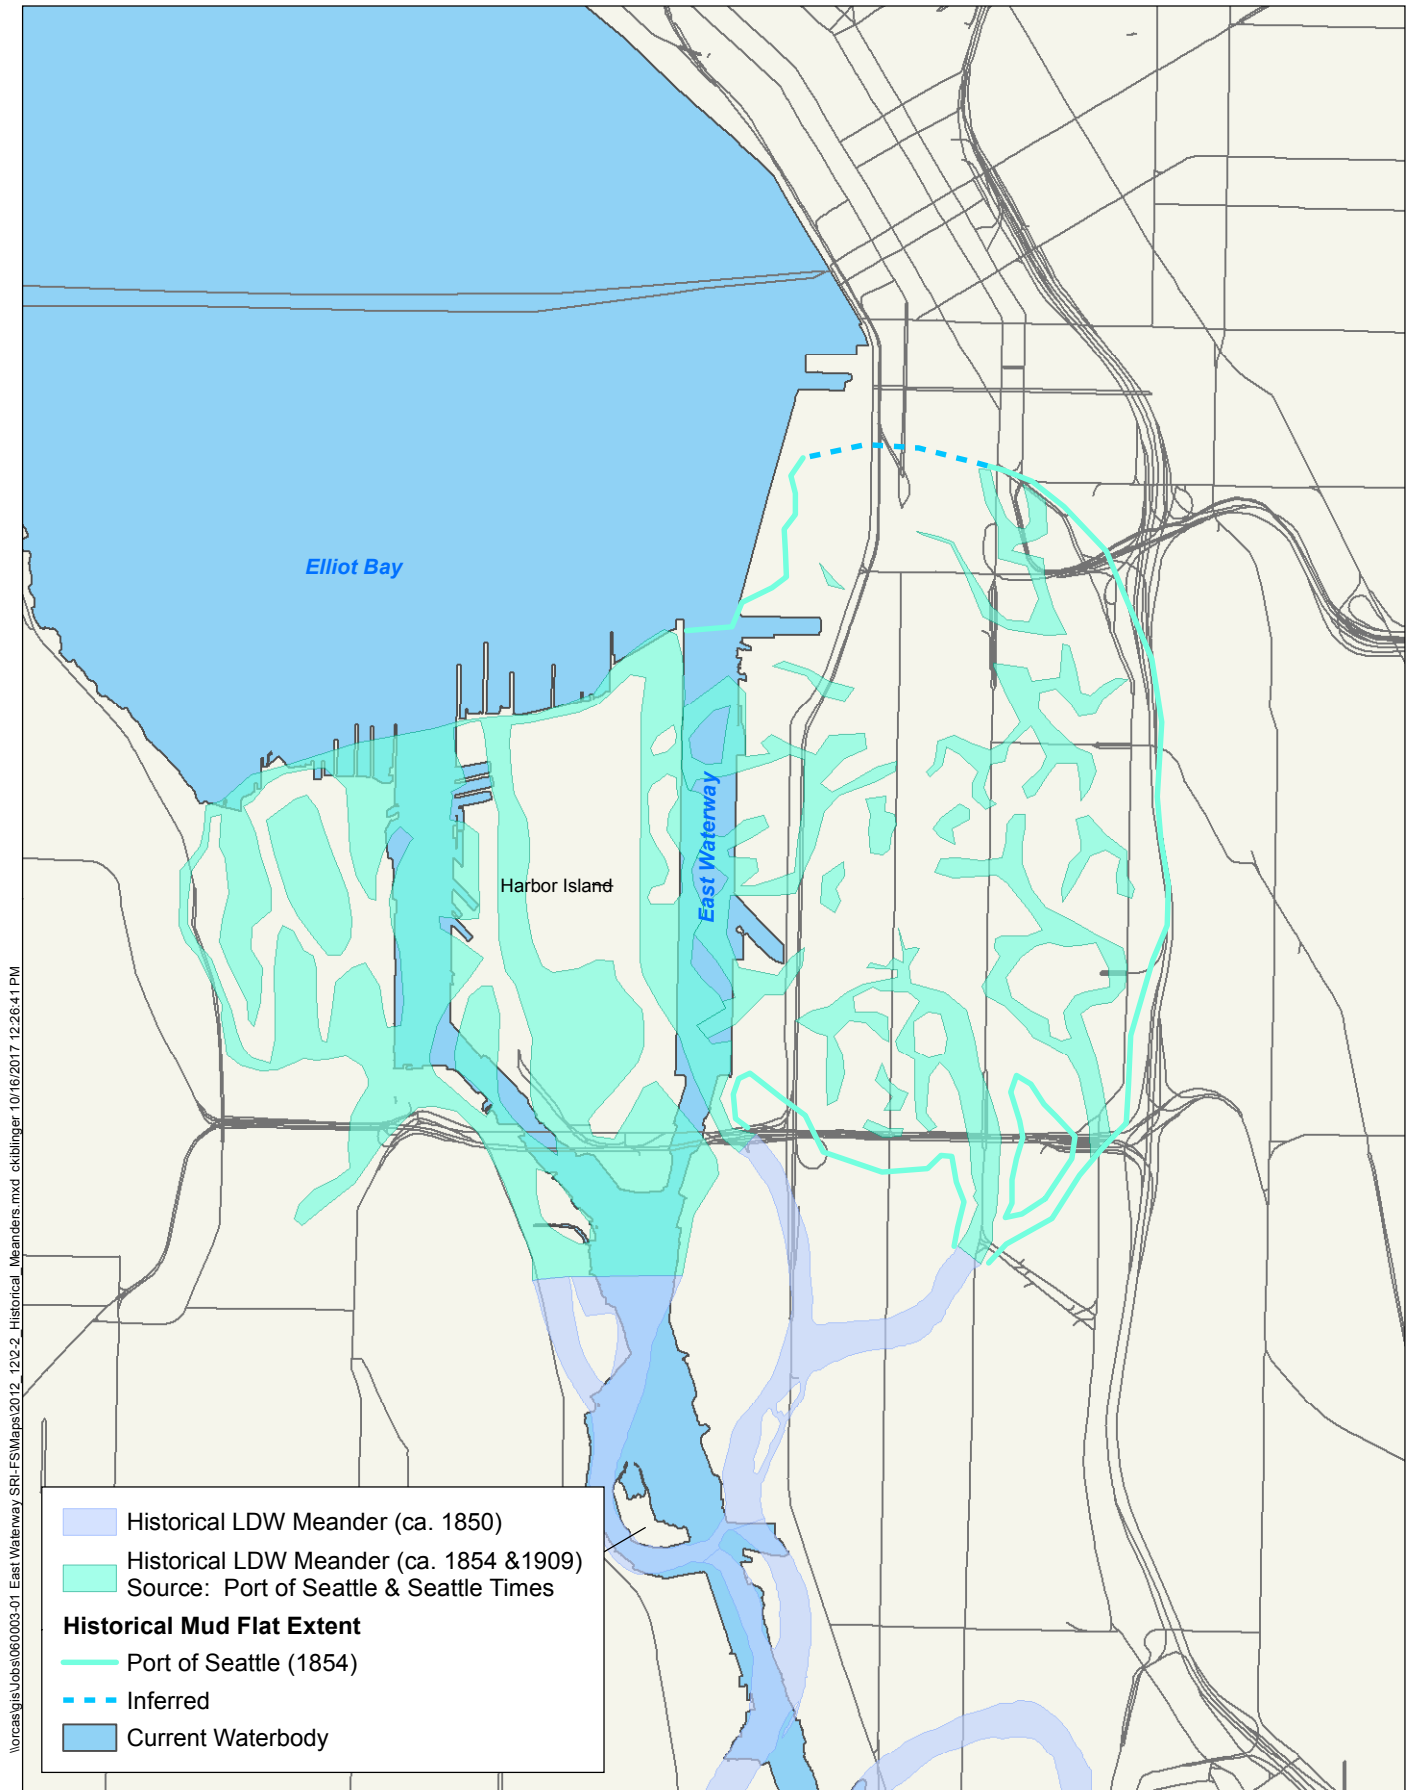 Elliot Bay
East Waterway
Harbor Island
Historical LDW Meander (ca. 1850)
Historical LDW Meander (ca. 1854 &1909)
Source: Port of Seattle & Seattle Times
Historical Mud Flat Extent
Port of Seattle (1854)
Inferred
Current Waterbody
\\orcas\gis\Jobs\060003-01 East Waterway SRI-FS\Maps\2012_12\2-2_Historical_Meanders.mxd ckiblinger 10/16/2017 12:26:41 PM